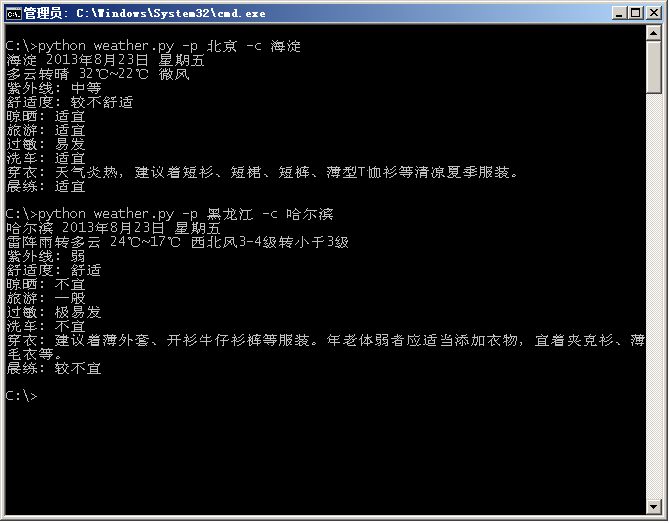 管理员: C:\Windows\System32\cmd.exe
C:\>python weather.py -p 北京 -c 海淀
海淀 2013年8月23日 星期五
多云转晴 32℃~22℃ 微风
紫外线: 中等
舒适度: 较不舒适
晾晒: 适宜
旅游: 适宜
过敏: 易发
洗车: 适宜
穿衣: 天气炎热，建议着短衫、短裙、短裤、薄型T恤衫等清凉夏季服装。
晨练: 适宜
C:\>python weather.py -p 黑龙江 -c 哈尔滨
哈尔滨 2013年8月23日 星期五
雷阵雨转多云 24℃~17℃ 西北风3-4级转小于3级
紫外线: 弱
舒适度: 舒适
晾晒: 不宜
旅游: 一般
过敏: 极易发
洗车: 不宜
穿衣: 建议着薄外套、开衫牛仔衫裤等服装。年老体弱者应适当添加衣物，宜着夹克衫、薄
毛衣等。
晨练: 较不宜
C:\>